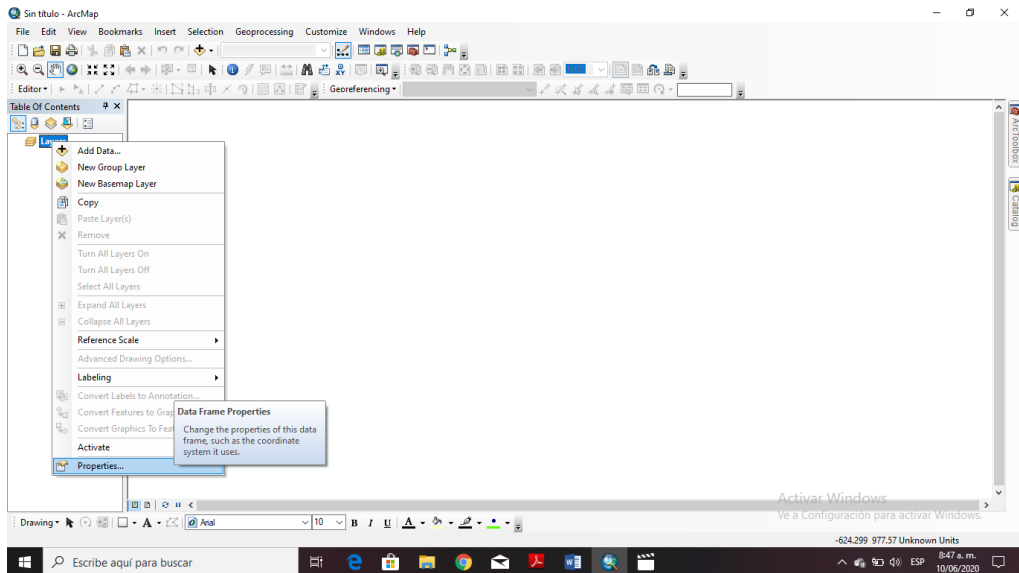 Sin título - ArcMap
File Edit View Bookmarks Insert Selection Geoprocessing Customize Windows Help
Editor Georeferencing
Table Of Contents
Layers
Add Data...
New Group Layer
New Basemap Layer
Copy
Paste Layer(s)
Remove
Turn All Layers On
Turn All Layers Off
Select All Layers
Expand All Layers
Collapse All Layers
Reference Scale
Advanced Drawing Options...
Labeling
Convert Labels to Annotation...
Convert Features to Grap
Convert Graphics To Feat
Activate
Properties...
Data Frame Properties
Change the properties of this data
frame, such as the coordinate
system it uses.
ArcToolbox
Catalog
Activar Windows
Ve a Configuración para activar Windows.
Drawing A Arial 10 B I U A
-624.299 977.57 Unknown Units
Escribe aquí para buscar
ESP
8:47 a. m.
10/06/2020